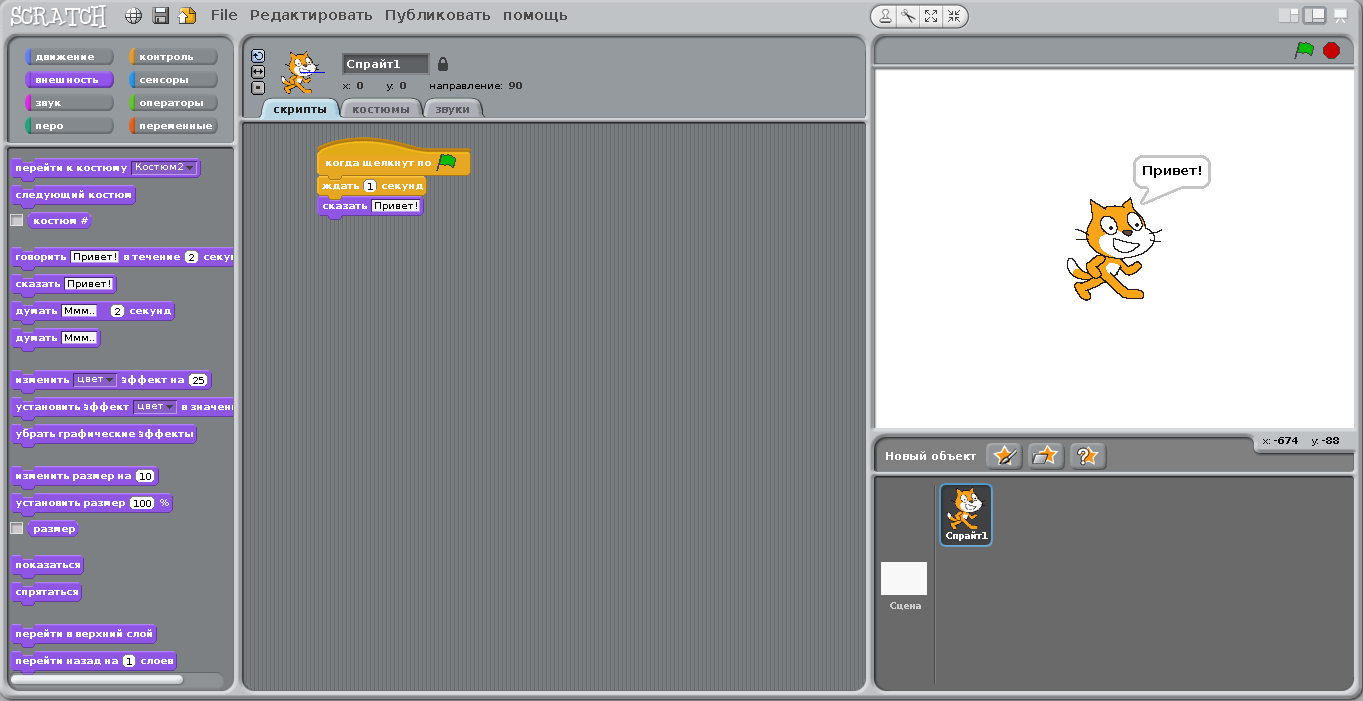 SCRATCH File Редактировать Публиковать помощь
движение контроль
внешность сенсоры
звук операторы
перо переменные
перейти к костюму Костюм2
следующий костюм
костюм #
говорить Привет! в течение 2 секун
сказать Привет!
думать Ммм.. 2 секунд
думать Ммм..
изменить цвет эффект на 25
установить эффект цвет в значени
убрать графические эффекты
изменить размер на 10
установить размер 100 %
размер
показаться
спрятаться
перейти в верхний слой
перейти назад на 1 слоев
Спрайт1
x: 0 y: 0 направление: 90
скрипты костюмы звуки
когда щелкнут по
ждать 1 секунд
сказать Привет!
Привет!
x: -674 y: -88
Новый объект
Спрайт1
Сцена